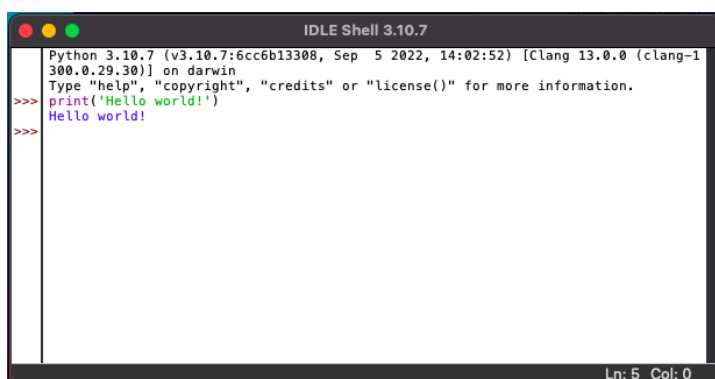 IDLE Shell 3.10.7
Python 3.10.7 (v3.10.7:6cc6b13308, Sep  5 2022, 14:02:52) [Clang 13.0.0 (clang-1
300.0.29.30)] on darwin
Type "help", "copyright", "credits" or "license()" for more information.
>>> print('Hello world!')
Hello world!
>>>
Ln: 5 Col: 0